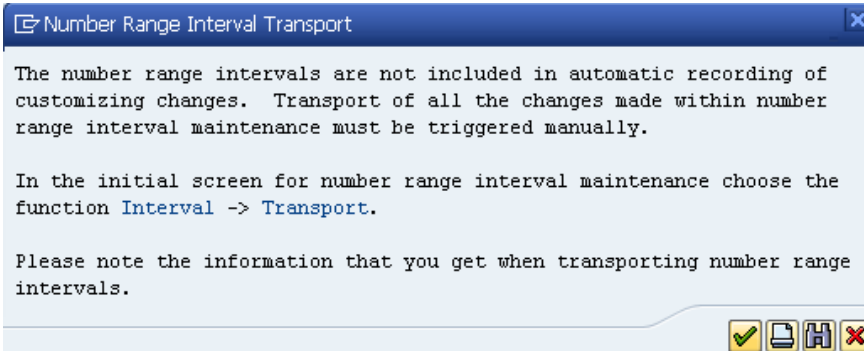 Number Range Interval Transport
The number range intervals are not included in automatic recording of
customizing changes.  Transport of all the changes made within number
range interval maintenance must be triggered manually.
In the initial screen for number range interval maintenance choose the
function Interval -> Transport.
Please note the information that you get when transporting number range
intervals.